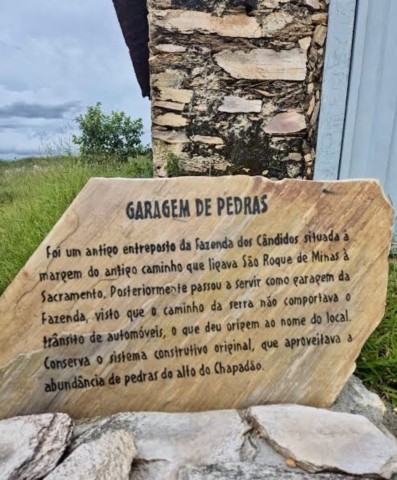 GARAGEM DE PEDRAS
Foi um antigo entreposto da Fazenda dos Cândidos situada à
margem do antigo caminho que ligava São Roque de Minas à
Sacramento. Posteriormente passou a servir como garagem da
Fazenda, visto que o caminho da serra não comportava o
trânsito de automóveis, o que deu origem ao nome do local.
Conserva o sistema construtivo original, que aproveitava a
abundância de pedras do alto do Chapadão.